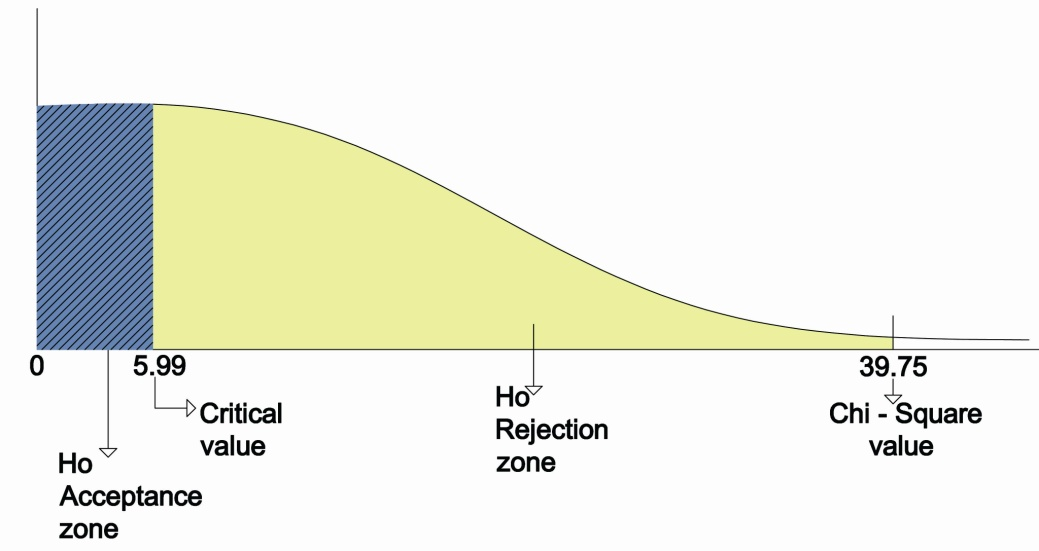 0
5.99
39.75
Critical
value
Ho
Acceptance
zone
Ho
Rejection
zone
Chi - Square
value